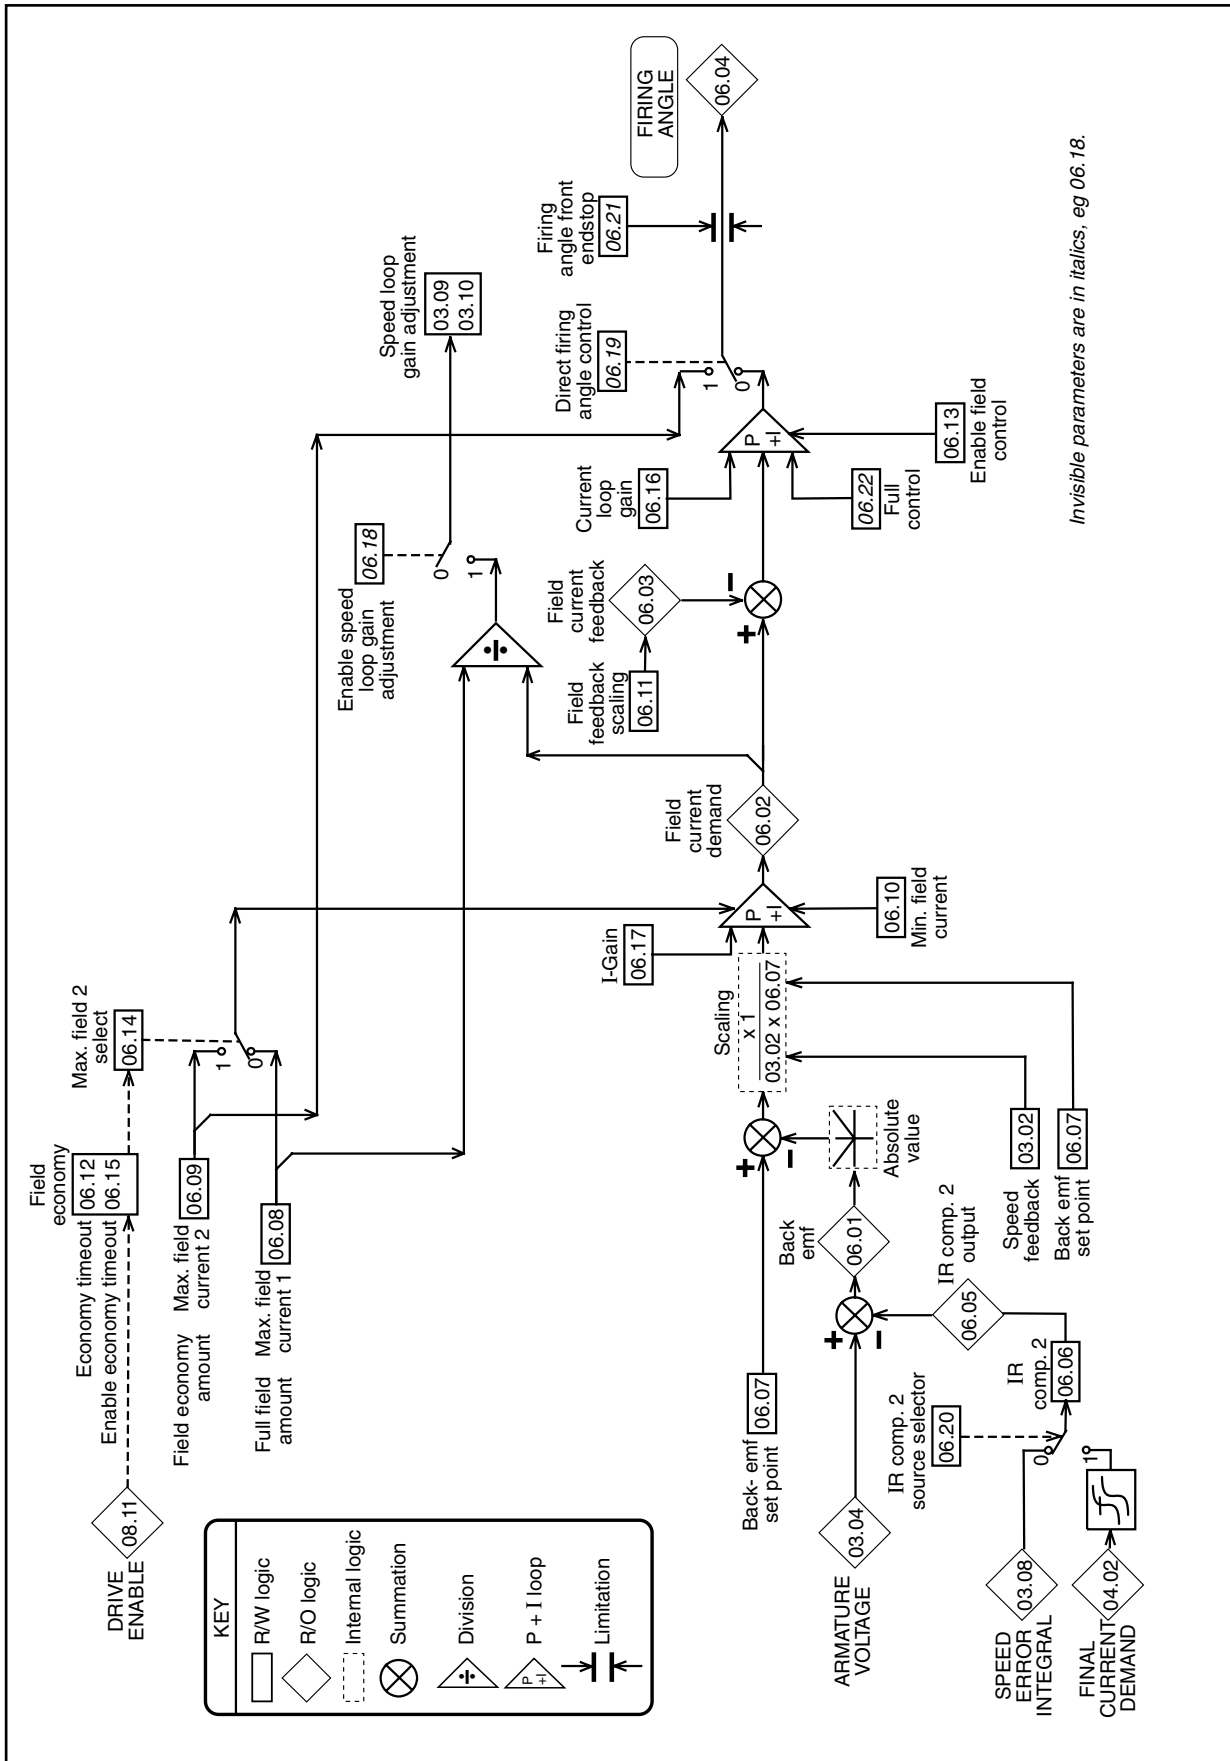 DRIVE
ENABLE
08.11
Economy timeout
Enable economy timeout
Field
economy
06.12
06.15
Max. field 2
select
06.14
Field economy
amount
Max. field
current 2
06.09
Full field
amount
Max. field
current 1
06.08
1
0
Enable speed
loop gain
adjustment
06.18
0
1
Speed loop
gain adjustment
03.09
03.10
KEY
R/W logic
R/O logic
Internal logic
Summation
Division
P
+I
P + I loop
Limitation
Back- emf
set point
06.07
+
−
Scaling
x 1
03.02 x 06.07
I-Gain
06.17
P
+I
06.10
Min. field
current
Field
current
demand
06.02
Field
feedback
scaling
06.11
Field
current
feedback
06.03
+
−
Current
loop
gain
06.16
P
+I
06.22
Full
control
06.13
Enable field
control
Direct firing
angle control
06.19
1
0
Firing
angle front
endstop
06.21
FIRING
ANGLE
06.04
ARMATURE
VOLTAGE
03.04
+
−
Back
emf
06.01
Absolute
value
IR comp. 2
source selector
06.20
IR
comp. 2
06.06
06.05
IR comp. 2
output
Speed
feedback
03.02
Back emf
set point
06.07
SPEED
ERROR
INTEGRAL
03.08
0
1
FINAL
CURRENT
DEMAND
04.02
Invisible parameters are in italics, eg 06.18.